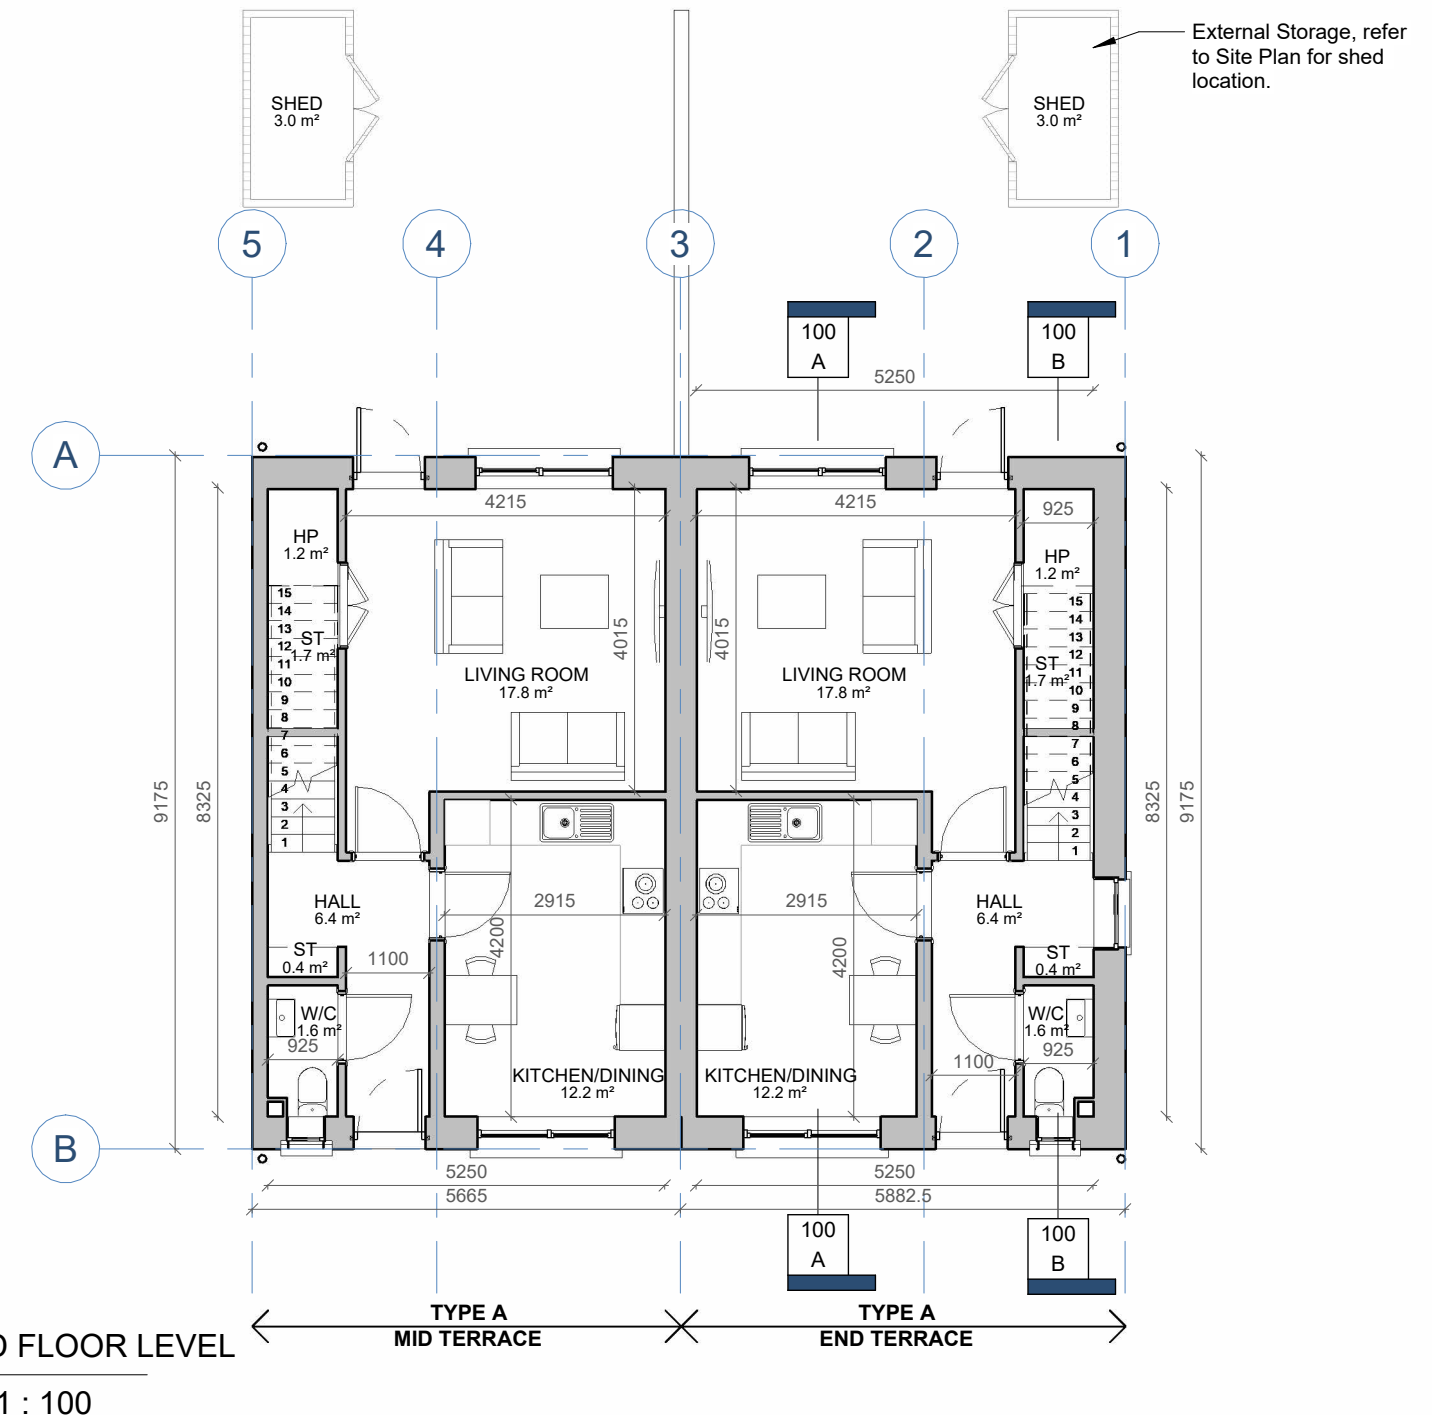 External Storage, refer
to Site Plan for shed
location.
SHED
3.0 m²
SHED
3.0 m²
5
4
3
2
1
100
A
100
B
5250
A
4215
4215
925
HP
1.2 m²
HP
1.2 m²
15
14
13
12
11
10
9
8
7
6
5
4
3
2
1
ST
1.7 m²
15
14
13
12
11
10
9
8
7
6
5
4
3
2
1
ST
1.7 m²
4015
4015
LIVING ROOM
17.8 m²
LIVING ROOM
17.8 m²
9175
8325
8325
9175
HALL
6.4 m²
2915
2915
HALL
6.4 m²
4200
4200
ST
0.4 m²
1100
ST
0.4 m²
W/C
1.6 m²
925
W/C
1.6 m²
925
1100
KITCHEN/DINING
12.2 m²
KITCHEN/DINING
12.2 m²
B
5250
5665
5250
5882.5
100
A
100
B
TYPE A
MID TERRACE
TYPE A
END TERRACE
FLOOR LEVEL
1 : 100